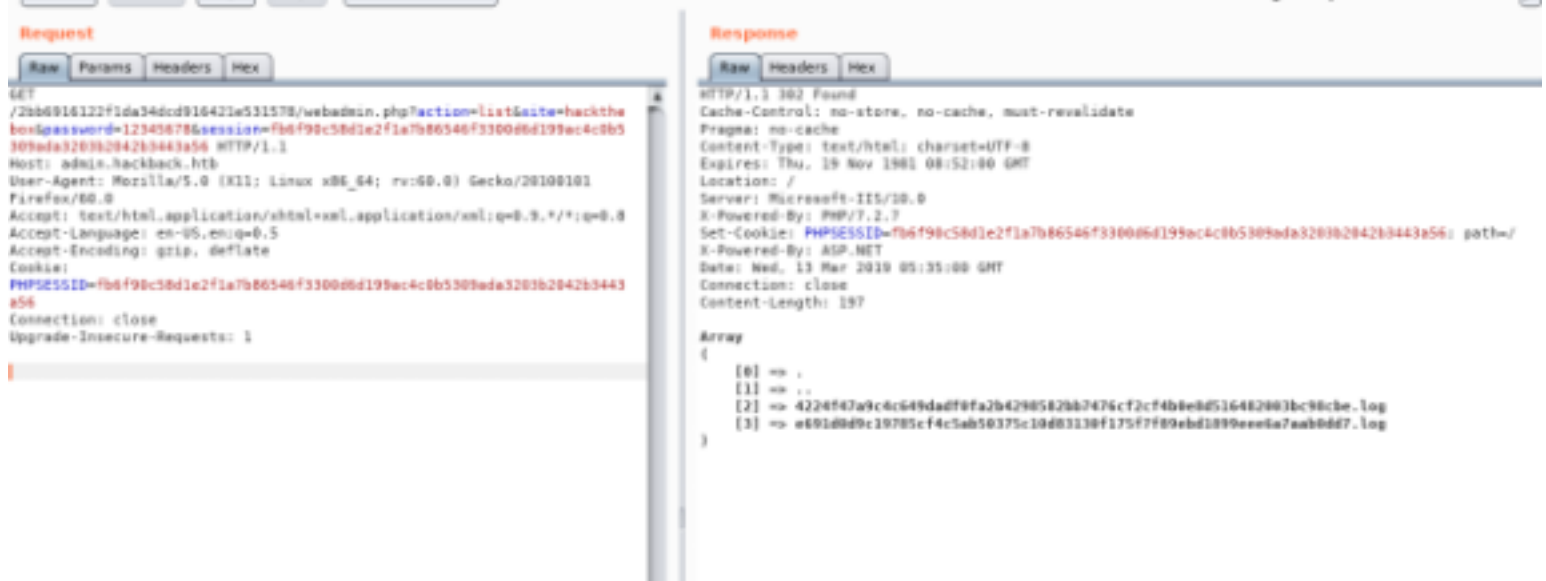 Request
Raw Params Headers Hex
GET
webadmin.php?action=list&site=hackthe
box&password=12345678&session=
HTTP/1.1
Host: admin.hackback.htb
User-Agent: Mozilla/5.0 (X11; Linux x86_64; rv:60.0) Gecko/20100101
Firefox/60.0
Accept: text/html,application/xhtml+xml,application/xml;q=0.9,*/*;q=0.8
Accept-Language: en-US,en;q=0.5
Accept-Encoding: gzip, deflate
Cookie:
PHPSESSID=
a56
Connection: close
Upgrade-Insecure-Requests: 1
Response
Raw Headers Hex
HTTP/1.1 302 Found
Cache-Control: no-store, no-cache, must-revalidate
Pragma: no-cache
Content-Type: text/html; charset=UTF-8
Expires: Thu, 19 Nov 1981 08:52:00 GMT
Location: /
Server: Microsoft-IIS/10.0
X-Powered-By: PHP/7.2.7
Set-Cookie: PHPSESSID= path=/
X-Powered-By: ASP.NET
Date: Wed, 13 Mar 2019 05:35:00 GMT
Connection: close
Content-Length: 197
Array
(
[0] => .
[1] => ..
[2] => .log
[3] => .log
)